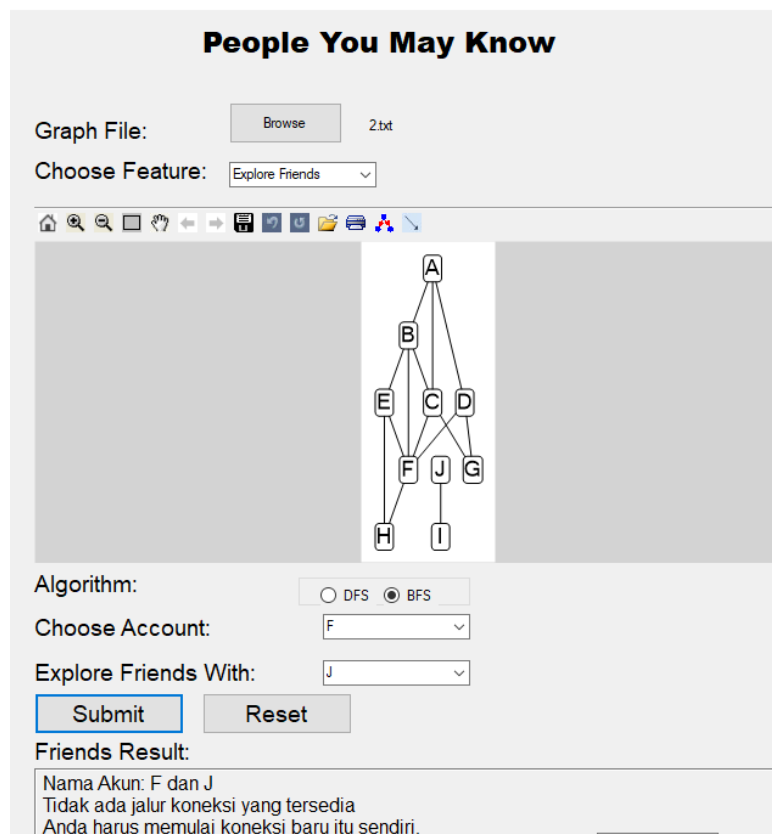 People You May Know
Graph File:
Browse
2.txt
Choose Feature:
Explore Friends
A
B
E C D
F J G
H I
Algorithm:
DFS BFS
Choose Account:
F
Explore Friends With:
J
Submit Reset
Friends Result:
Nama Akun: F dan J
Tidak ada jalur koneksi yang tersedia
Anda harus memulai koneksi baru itu sendiri.